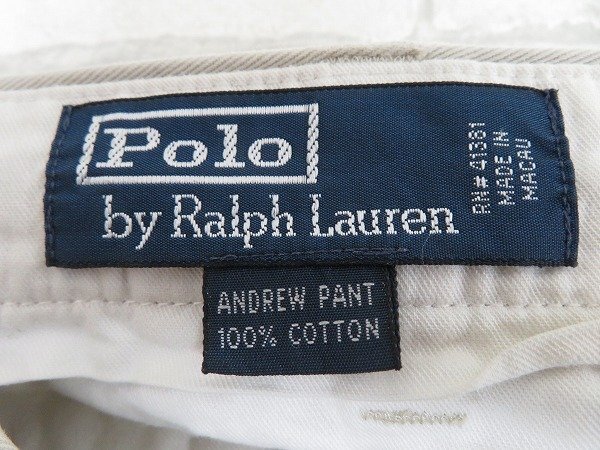 Polo
by Ralph Lauren
RN# 41381
MADE IN
MACAU
ANDREW PANT
100% COTTON